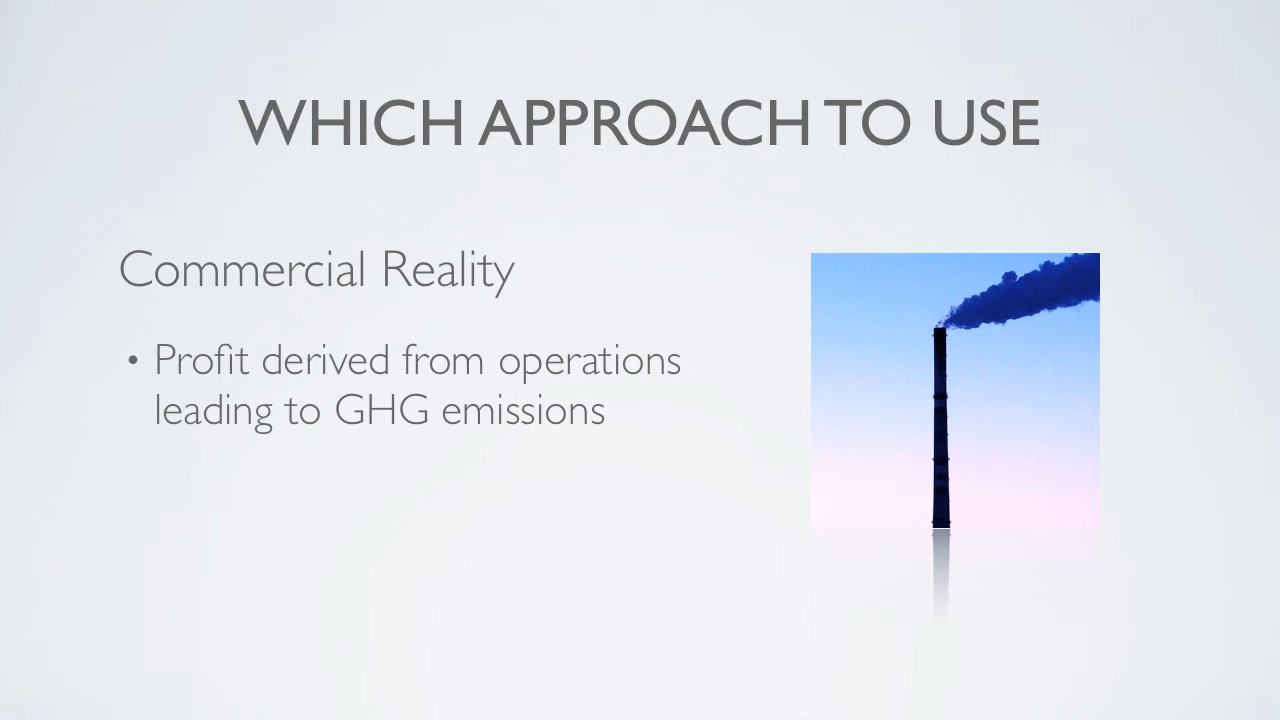 WHICH APPROACH TO USE
Commercial Reality
• Profit derived from operations
leading to GHG emissions